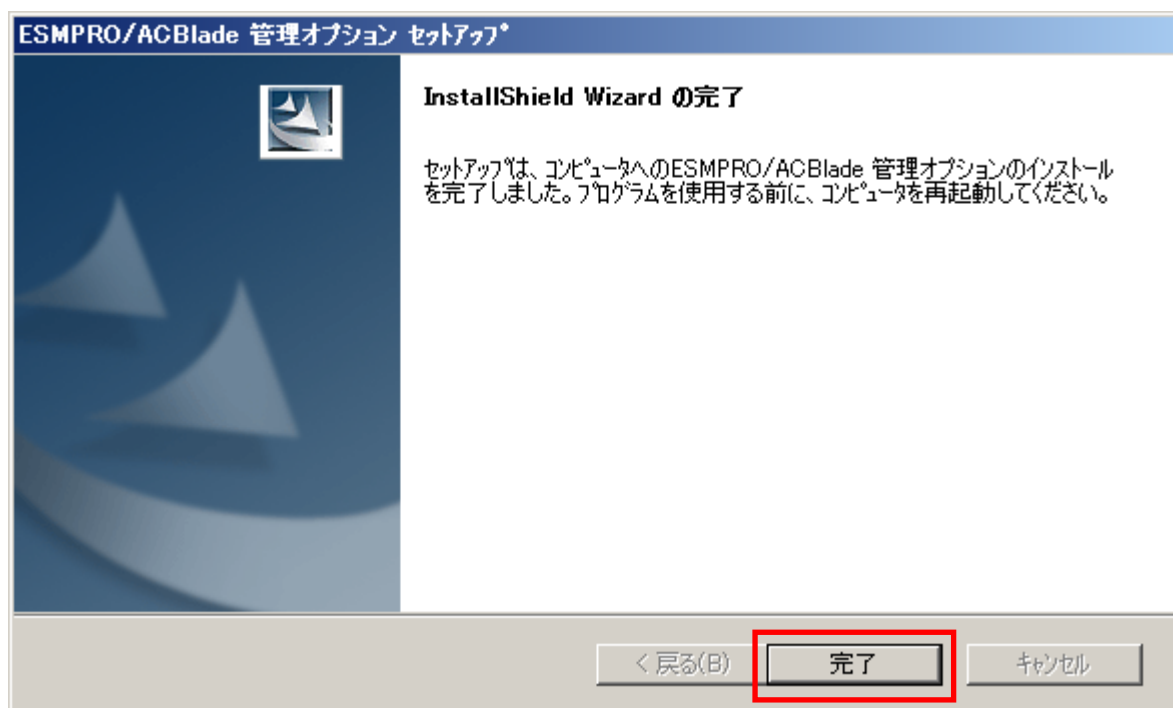 ESMPRO/ACBlade 管理オプション セットアップ
InstallShield Wizard の完了
セットアップは、コンピュータへのESMPRO/ACBlade 管理オプションのインストール
を完了しました。プログラムを使用する前に、コンピュータを再起動してください。
< 戻る(B)
完了
キャンセル